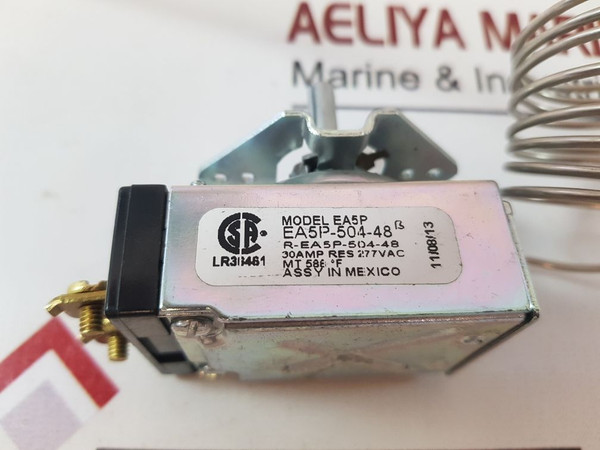 AELIYA MARI
Marine & In
MODEL EA5P
EA5P-504-48 B
R-EA5P-504-48
30AMP RES 277VAC
MT 586 °F
ASSY IN MEXICO
11/08/13